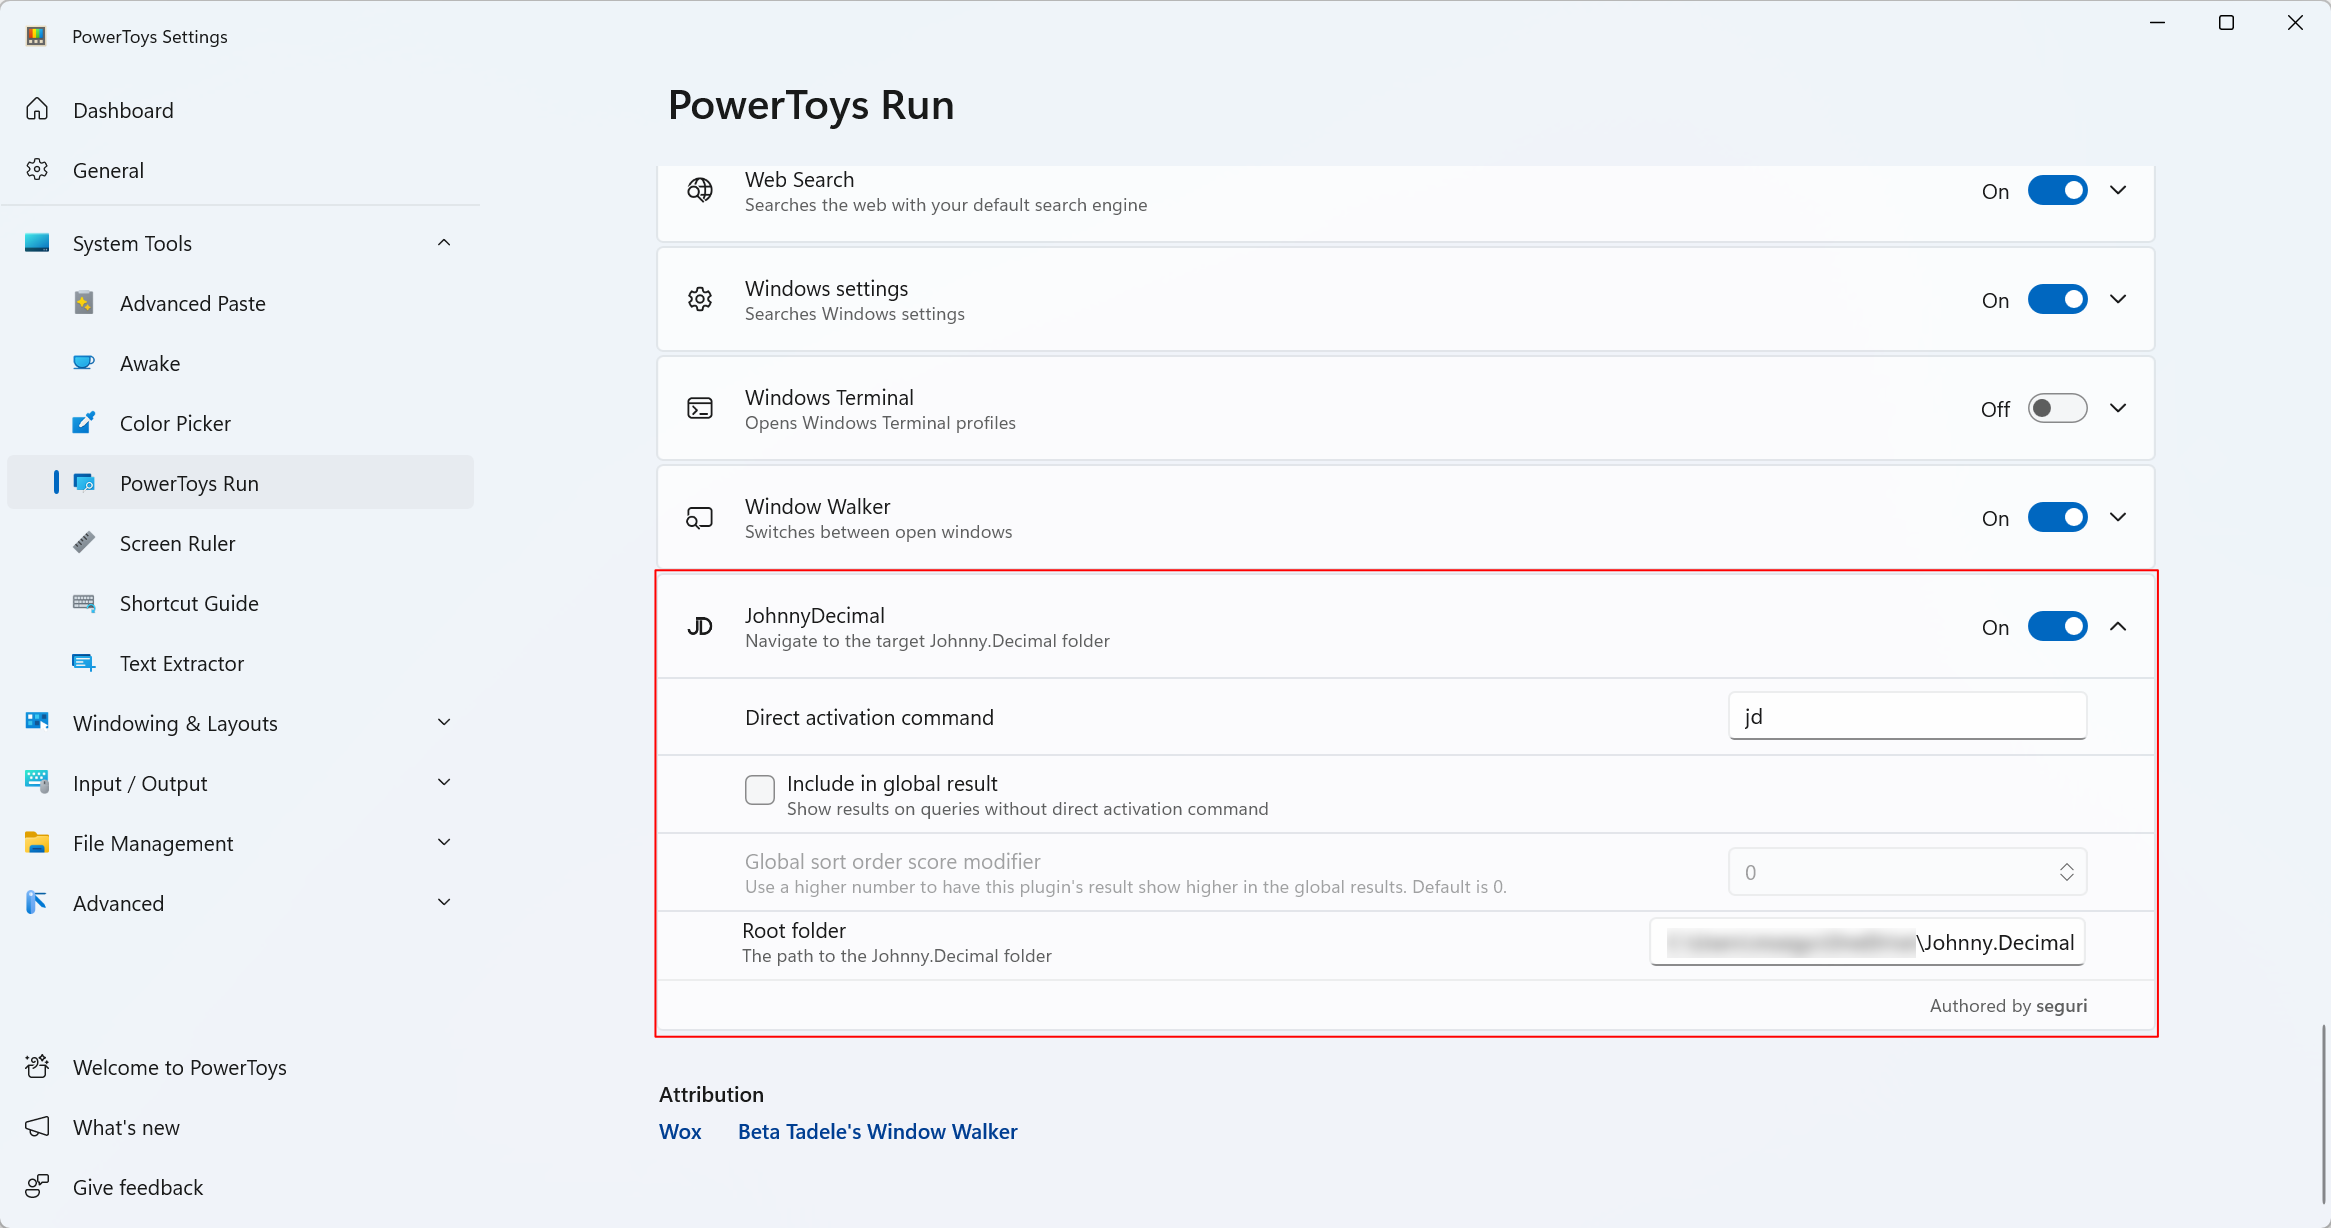 PowerToys Settings
Dashboard
General
System Tools
Advanced Paste
Awake
Color Picker
PowerToys Run
Screen Ruler
Shortcut Guide
Text Extractor
Windowing & Layouts
Input / Output
File Management
Advanced
Welcome to PowerToys
What's new
Give feedback
PowerToys Run
Web Search
Searches the web with your default search engine
On
Windows settings
Searches Windows settings
On
Windows Terminal
Opens Windows Terminal profiles
Off
Window Walker
Switches between open windows
On
JD
JohnnyDecimal
Navigate to the target Johnny.Decimal folder
On
Direct activation command
jd
Include in global result
Show results on queries without direct activation command
Global sort order score modifier
Use a higher number to have this plugin's result show higher in the global results. Default is 0.
0
Root folder
The path to the Johnny.Decimal folder
\Johnny.Decimal
Authored by seguri
Attribution
Wox Beta Tadele's Window Walker